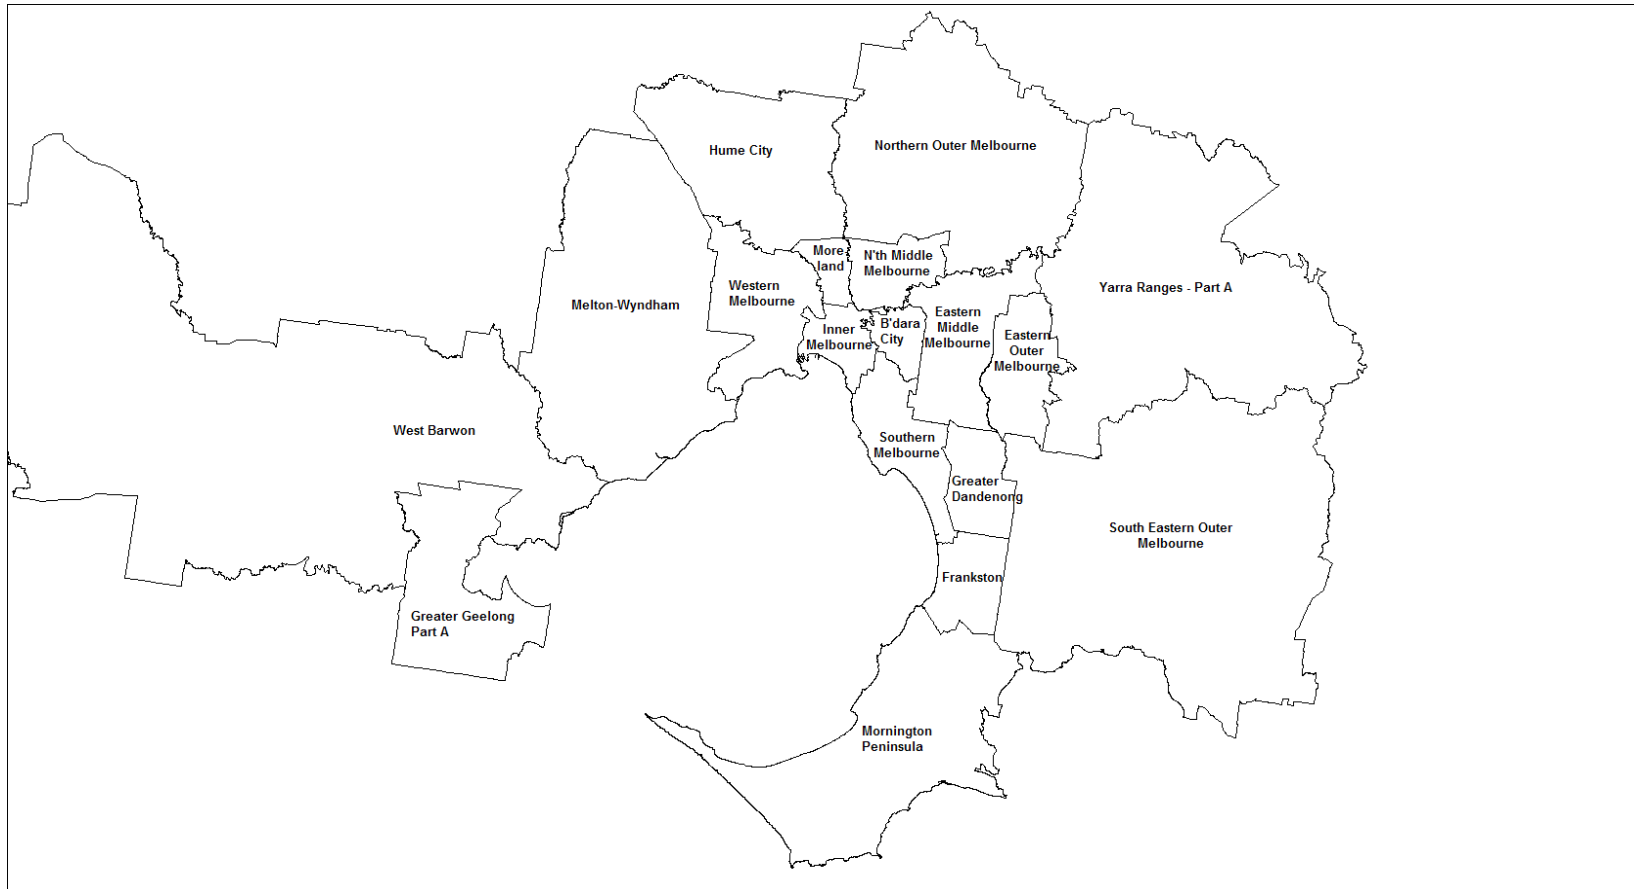 Northern Outer Melbourne
Hume City
More
land
N'th Middle
Melbourne
Western
Melbourne
Yarra Ranges - Part A
Melton-Wyndham
Inner
Melbourne
B'dara
City
Eastern
Middle
Melbourne
Eastern
Outer
Melbourne
West Barwon
Southern
Melbourne
Greater
Dandenong
South Eastern Outer
Melbourne
Frankston
Greater Geelong
Part A
Mornington
Peninsula